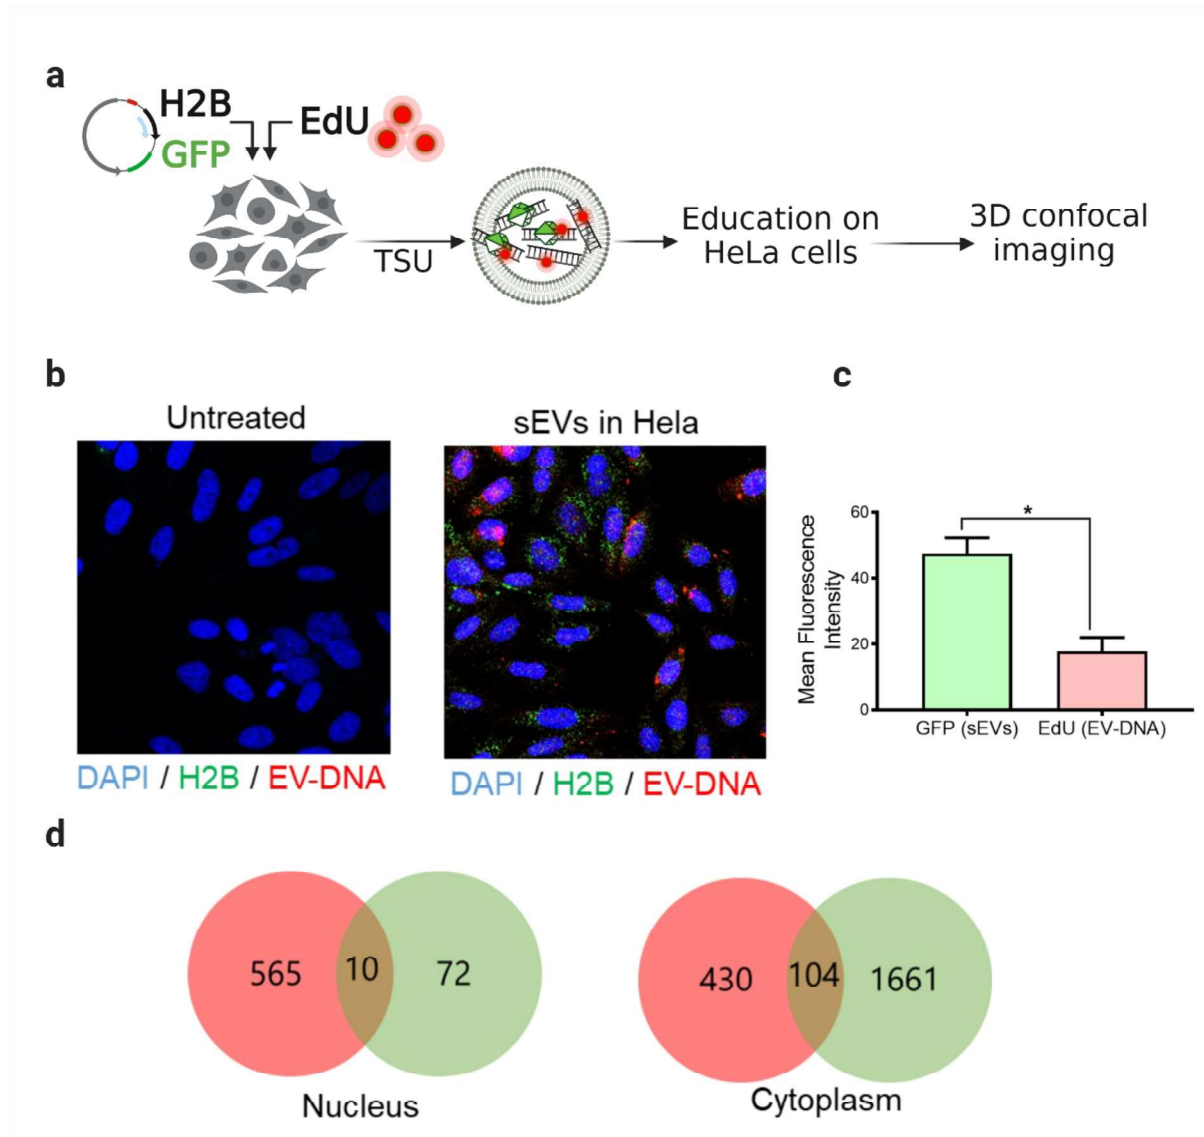 a
H2B
GFP
EdU
TSU
Education on
HeLa cells
3D confocal
imaging
b
Untreated
sEVs in Hela
DAPI / H2B / EV-DNA
DAPI / H2B / EV-DNA
c
Mean Fluorescence
Intensity
60
40
20
0
*
GFP (sEVs)
EdU (EV-DNA)
d
565
10
72
Nucleus
430
104
1661
Cytoplasm